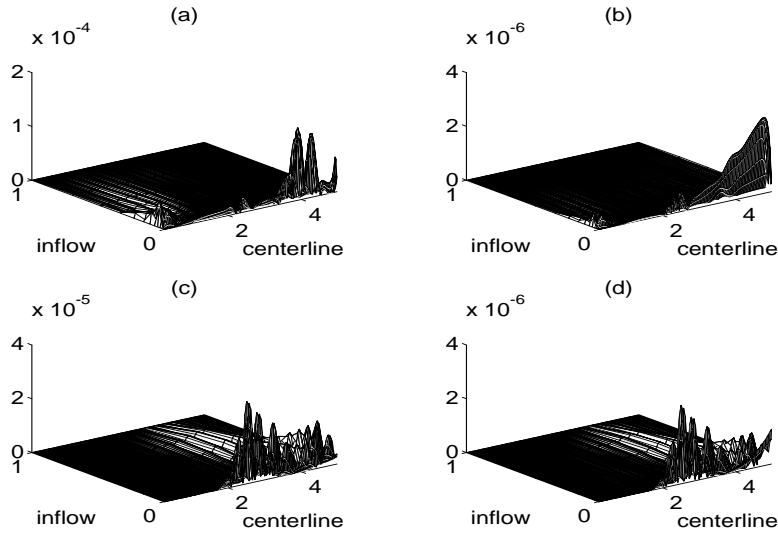 (a)
x 10^-4
2
1
0
1
inflow
0
2
4
centerline
(b)
x 10^-6
4
2
0
1
inflow
0
2
4
centerline
(c)
x 10^-5
4
2
0
1
inflow
0
2
4
centerline
(d)
x 10^-6
4
2
0
1
inflow
0
2
4
centerline